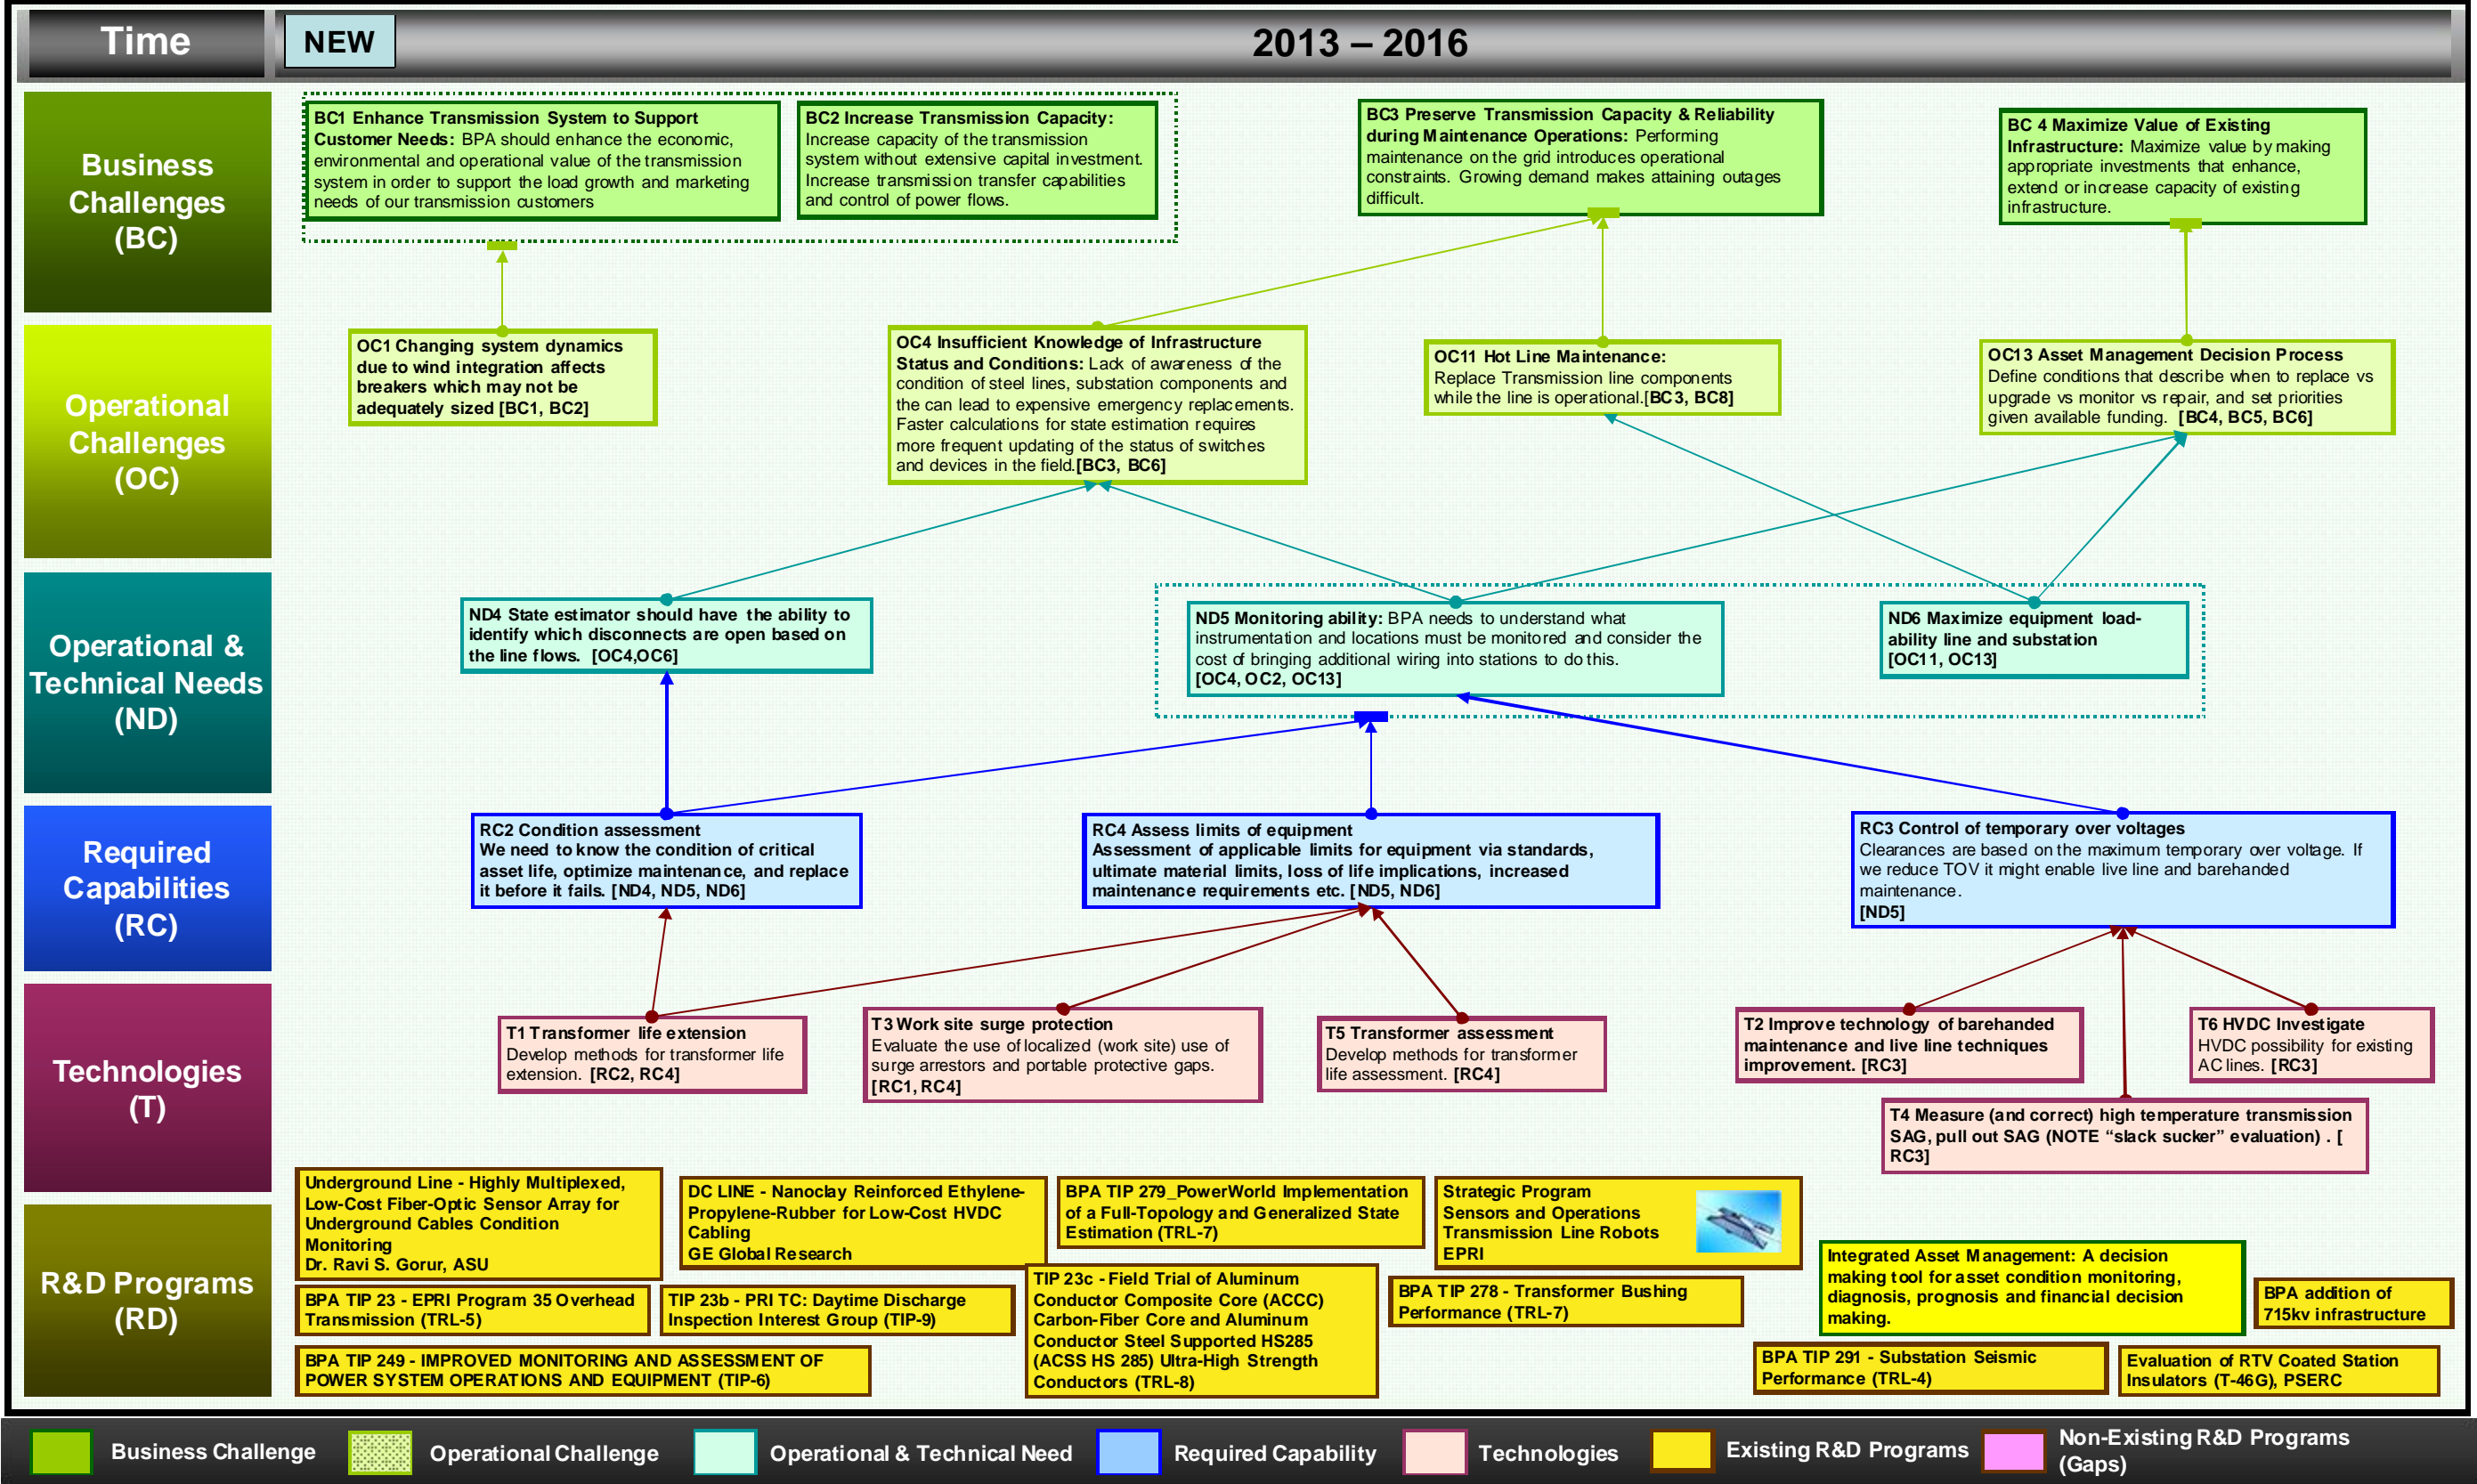 Time
NEW
2013 – 2016
Business
Challenges
(BC)
BC1 Enhance Transmission System to Support
Customer Needs: BPA should enhance the economic,
environmental and operational value of the transmission
system in order to support the load growth and marketing
needs of our transmission customers
BC2 Increase Transmission Capacity:
Increase capacity of the transmission
system without extensive capital investment.
Increase transmission transfer capabilities
and control of power flows.
BC3 Preserve Transmission Capacity & Reliability
during Maintenance Operations: Performing
maintenance on the grid introduces operational
constraints. Growing demand makes attaining outages
difficult.
BC 4 Maximize Value of Existing
Infrastructure: Maximize value by making
appropriate investments that enhance,
extend or increase capacity of existing
infrastructure.
Operational
Challenges
(OC)
OC1 Changing system dynamics
due to wind integration affects
breakers which may not be
adequately sized [BC1, BC2]
OC4 Insufficient Knowledge of Infrastructure
Status and Conditions: Lack of awareness of the
condition of steel lines, substation components and
the can lead to expensive emergency replacements.
Faster calculations for state estimation requires
more frequent updating of the status of switches
and devices in the field.[BC3, BC6]
OC11 Hot Line Maintenance:
Replace Transmission line components
while the line is operational.[BC3, BC8]
OC13 Asset Management Decision Process
Define conditions that describe when to replace vs
upgrade vs monitor vs repair, and set priorities
given available funding. [BC4, BC5, BC6]
Operational &
Technical Needs
(ND)
ND4 State estimator should have the ability to
identify which disconnects are open based on
the line flows. [OC4,OC6]
ND5 Monitoring ability: BPA needs to understand what
instrumentation and locations must be monitored and consider the
cost of bringing additional wiring into stations to do this.
[OC4, OC2, OC13]
ND6 Maximize equipment load-
ability line and substation
[OC11, OC13]
Required
Capabilities
(RC)
RC2 Condition assessment
We need to know the condition of critical
asset life, optimize maintenance, and replace
it before it fails. [ND4, ND5, ND6]
RC4 Assess limits of equipment
Assessment of applicable limits for equipment via standards,
ultimate material limits, loss of life implications, increased
maintenance requirements etc. [ND5, ND6]
RC3 Control of temporary over voltages
Clearances are based on the maximum temporary over voltage. If
we reduce TOV it might enable live line and barehanded
maintenance.
[ND5]
Technologies
(T)
T1 Transformer life extension
Develop methods for transformer life
extension. [RC2, RC4]
T3 Work site surge protection
Evaluate the use of localized (work site) use of
surge arrestors and portable protective gaps.
[RC1, RC4]
T5 Transformer assessment
Develop methods for transformer
life assessment. [RC4]
T2 Improve technology of barehanded
maintenance and live line techniques
improvement. [RC3]
T6 HVDC Investigate
HVDC possibility for existing
AC lines. [RC3]
T4 Measure (and correct) high temperature transmission
SAG, pull out SAG (NOTE “slack sucker” evaluation) . [
RC3]
R&D Programs
(RD)
Underground Line - Highly Multiplexed,
Low-Cost Fiber-Optic Sensor Array for
Underground Cables Condition
Monitoring
Dr. Ravi S. Gorur, ASU
DC LINE - Nanoclay Reinforced Ethylene-
Propylene-Rubber for Low-Cost HVDC
Cabling
GE Global Research
BPA TIP 279_PowerWorld Implementation
of a Full-Topology and Generalized State
Estimation (TRL-7)
Strategic Program
Sensors and Operations
Transmission Line Robots
EPRI
BPA TIP 23 - EPRI Program 35 Overhead
Transmission (TRL-5)
TIP 23b - PRI TC: Daytime Discharge
Inspection Interest Group (TIP-9)
TIP 23c - Field Trial of Aluminum
Conductor Composite Core (ACCC)
Carbon-Fiber Core and Aluminum
Conductor Steel Supported HS285
(ACSS HS 285) Ultra-High Strength
Conductors (TRL-8)
BPA TIP 278 - Transformer Bushing
Performance (TRL-7)
Integrated Asset Management: A decision
making tool for asset condition monitoring,
diagnosis, prognosis and financial decision
making.
BPA addition of
715kv infrastructure
BPA TIP 249 - IMPROVED MONITORING AND ASSESSMENT OF
POWER SYSTEM OPERATIONS AND EQUIPMENT (TIP-6)
BPA TIP 291 - Substation Seismic
Performance (TRL-4)
Evaluation of RTV Coated Station
Insulators (T-46G), PSERC
Business Challenge
Operational Challenge
Operational & Technical Need
Required Capability
Technologies
Existing R&D Programs
Non-Existing R&D Programs
(Gaps)